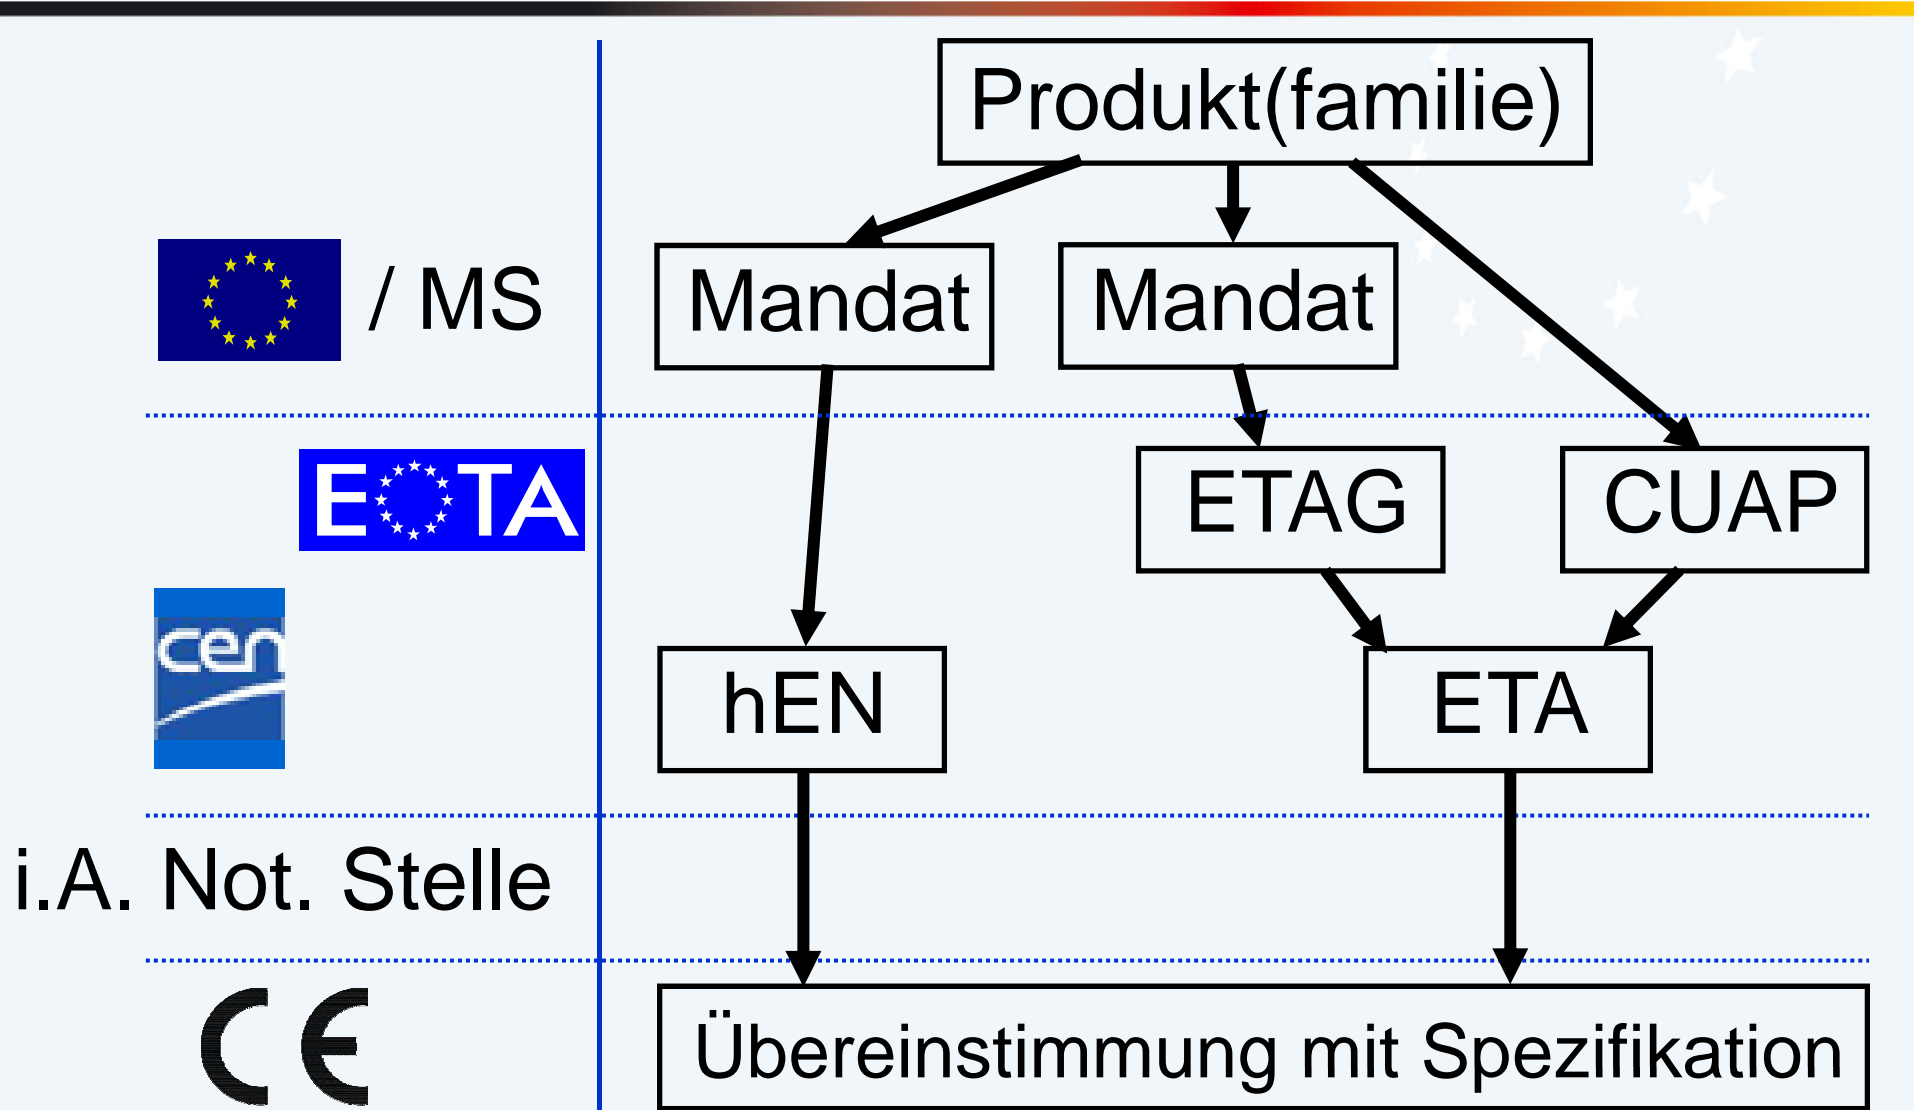 Produkt(familie)
/ MS
Mandat
Mandat
EOTA
ETAG
CUAP
cen
hEN
ETA
i.A. Not. Stelle
CE
Übereinstimmung mit Spezifikation